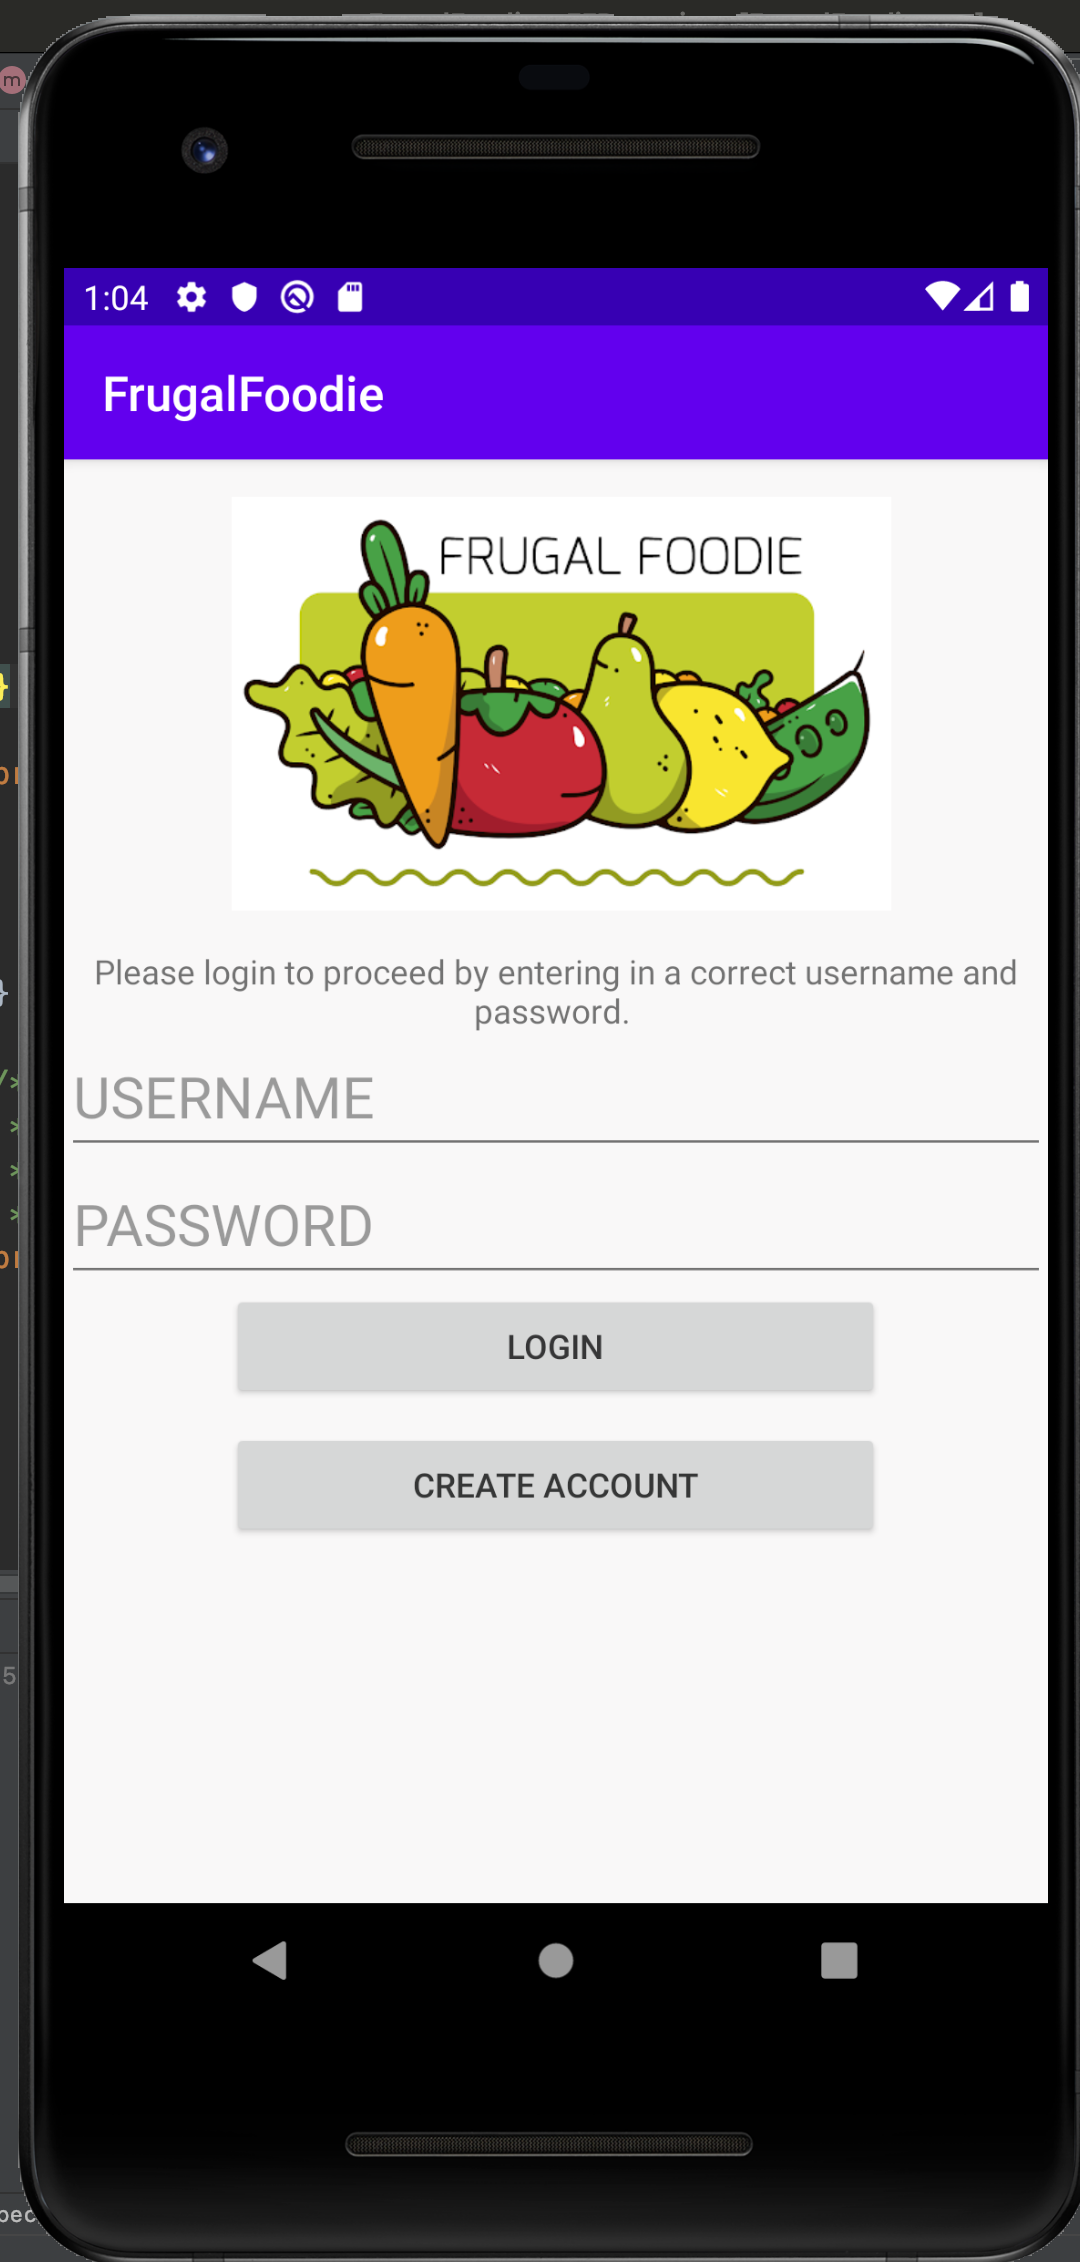 1:04
FrugalFoodie
FRUGAL FOODIE
Please login to proceed by entering in a correct username and
password.
USERNAME
PASSWORD
LOGIN
CREATE ACCOUNT